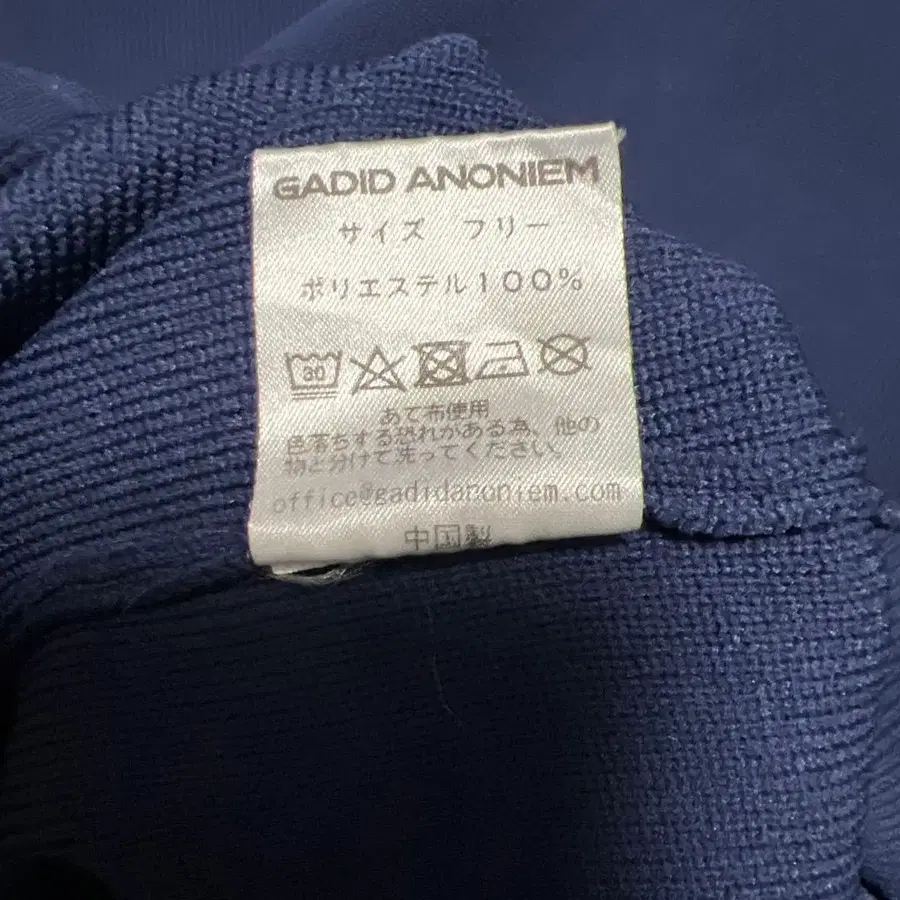 GADID ANONIEM
サイズ フリー
ポリエステル100%
30
あて布使用
色落ちする恐れがある為、他の
物と分けて洗ってください。
office@gadidanoniem.com
中国製